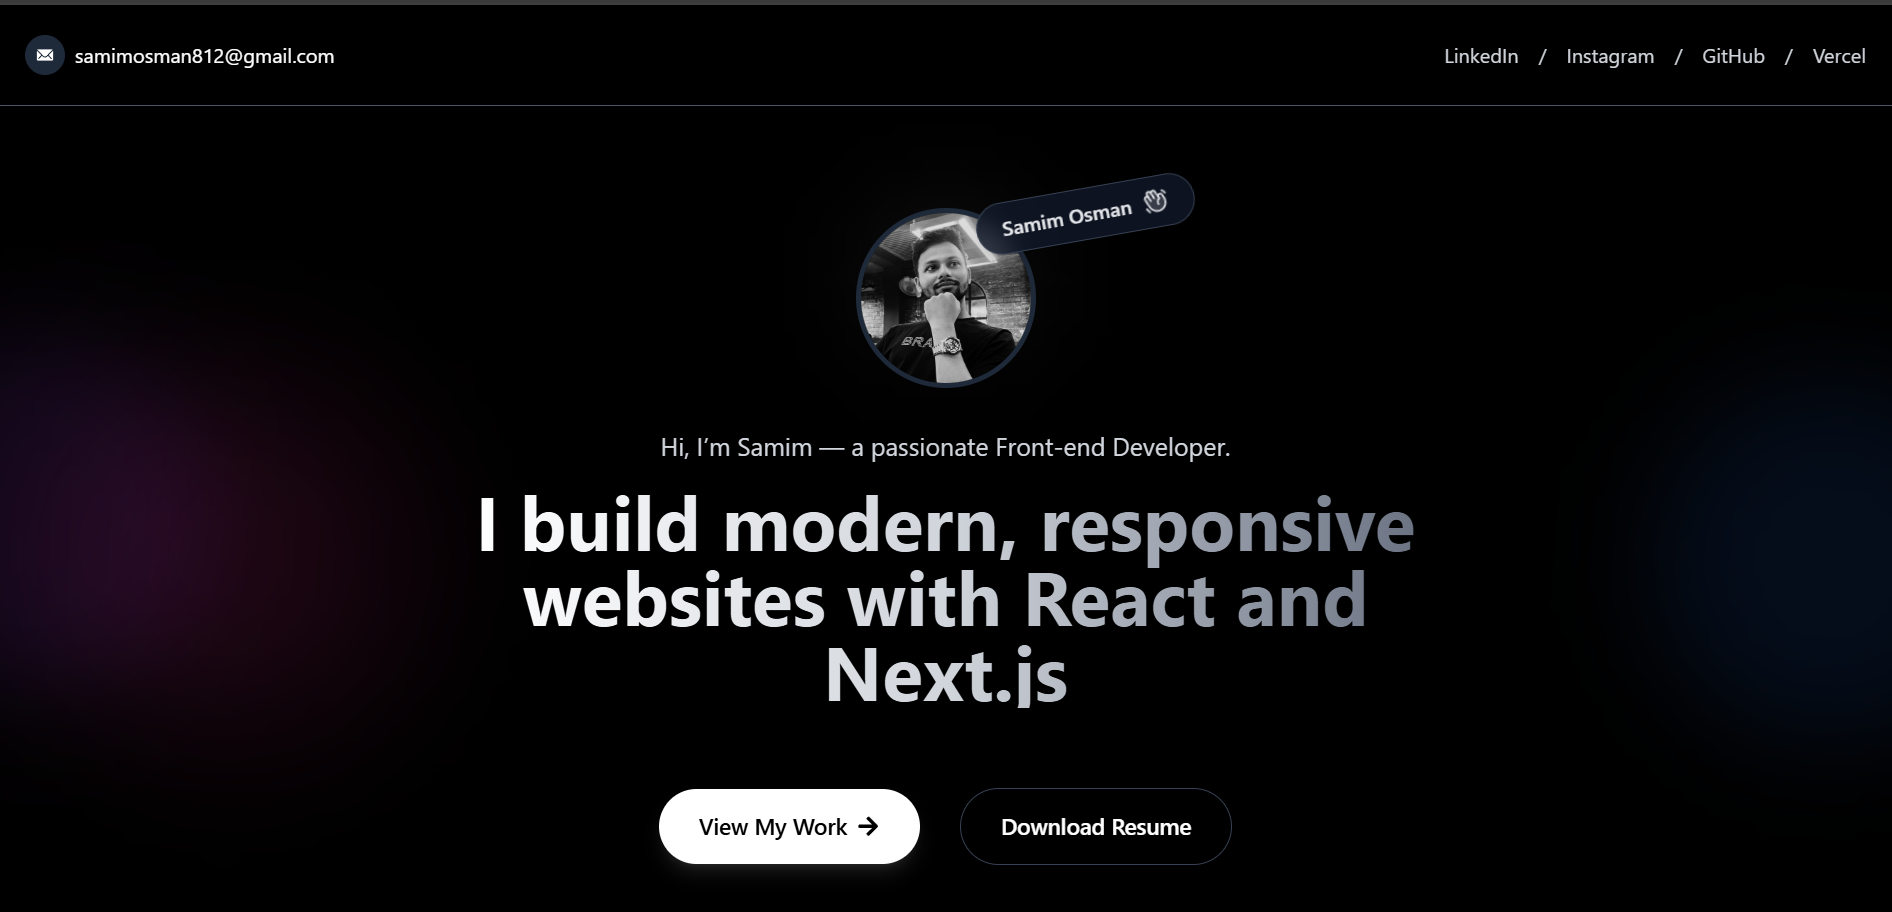 samimosman812@gmail.com
LinkedIn / Instagram / GitHub / Vercel
Samim Osman
BRA
Hi, I’m Samim — a passionate Front-end Developer.
I build modern, responsive
websites with React and
Next.js
View My Work
Download Resume